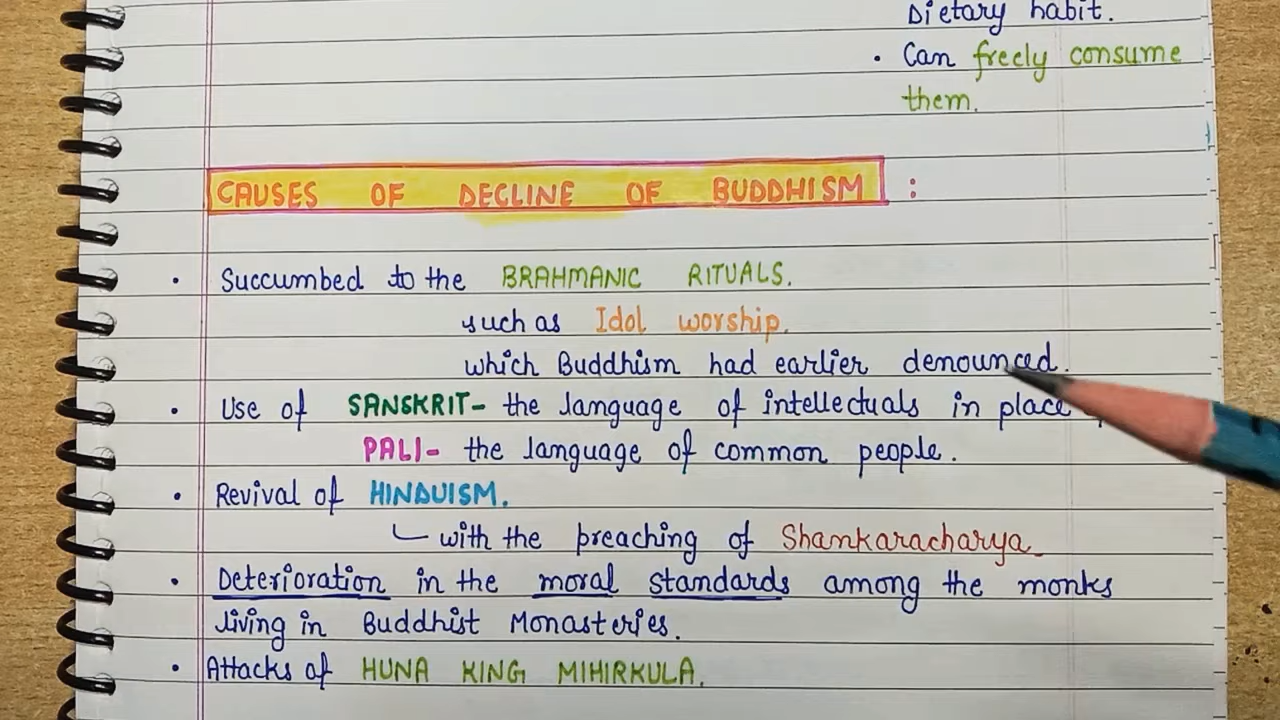 Dietary habit.
• Can freely consume
them.
CAUSES OF DECLINE OF BUDDHISM :
• Succumbed to the BRAHMANIC RITUALS.
such as Idol worship.
which Buddhism had earlier denounced.
• Use of SANSKRIT- the language of intellectuals in place
PALI- the language of common people.
• Revival of HINDUISM.
with the preaching of Shankaracharya
• Deterioration in the moral standards among the monks
living in Buddhist Monasteries.
• Attacks of HUNA KING MIHIRKULA.